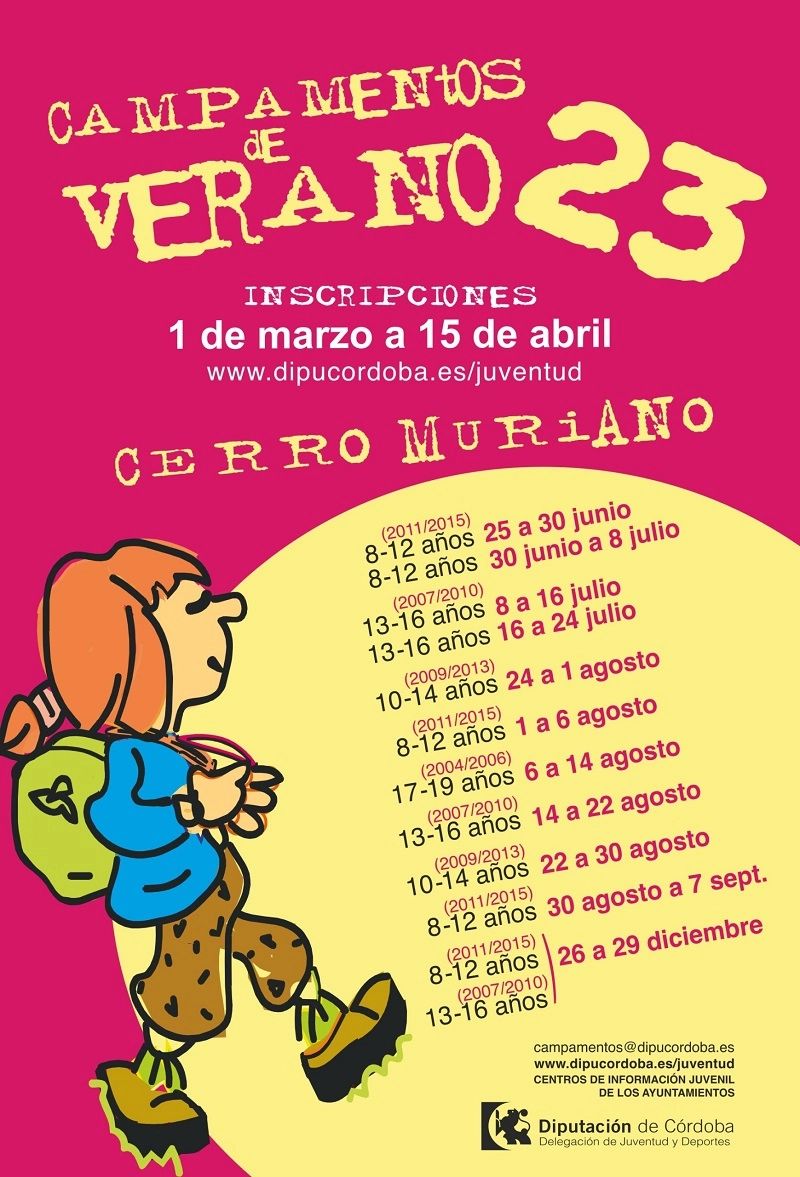 CAMPAMENtOS
dE
VERANO 23
INSCRIPCIONES
1 de marzo a 15 de abril
www.dipucordoba.es/juventud
CERRO MURiANO
(2011/2015)
8-12 años 25 a 30 junio
8-12 años 30 junio a 8 julio
(2007/2010)
13-16 años 8 a 16 julio
13-16 años 16 a 24 julio
(2009/2013)
10-14 años 24 a 1 agosto
(2011/2015)
8-12 años 1 a 6 agosto
(2004/2006)
17-19 años 6 a 14 agosto
(2007/2010)
13-16 años 14 a 22 agosto
(2009/2013)
10-14 años 22 a 30 agosto
(2011/2015)
8-12 años 30 agosto a 7 sept.
(2011/2015)
8-12 años 26 a 29 diciembre
(2007/2010)
13-16 años
campamentos@dipucordoba.es
www.dipucordoba.es/juventud
CENTROS DE INFORMACIÓN JUVENIL
DE LOS AYUNTAMIENTOS
Diputación de Córdoba
Delegación de Juventud y Deportes